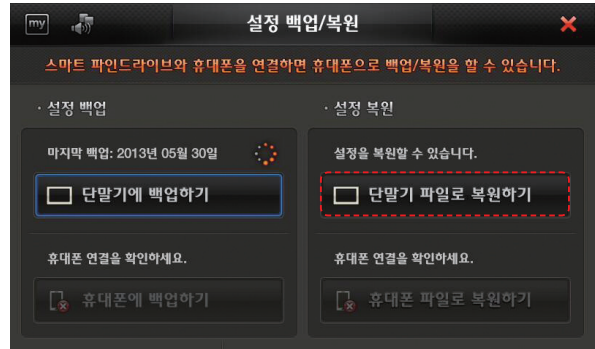 my
설정 백업/복원
스마트 파인드라이브와 휴대폰을 연결하면 휴대폰으로 백업/복원을 할 수 있습니다.
· 설정 백업
마지막 백업: 2013년 05월 30일
단말기에 백업하기
휴대폰 연결을 확인하세요.
휴대폰에 백업하기
· 설정 복원
설정을 복원할 수 있습니다.
단말기 파일로 복원하기
휴대폰 연결을 확인하세요.
휴대폰 파일로 복원하기